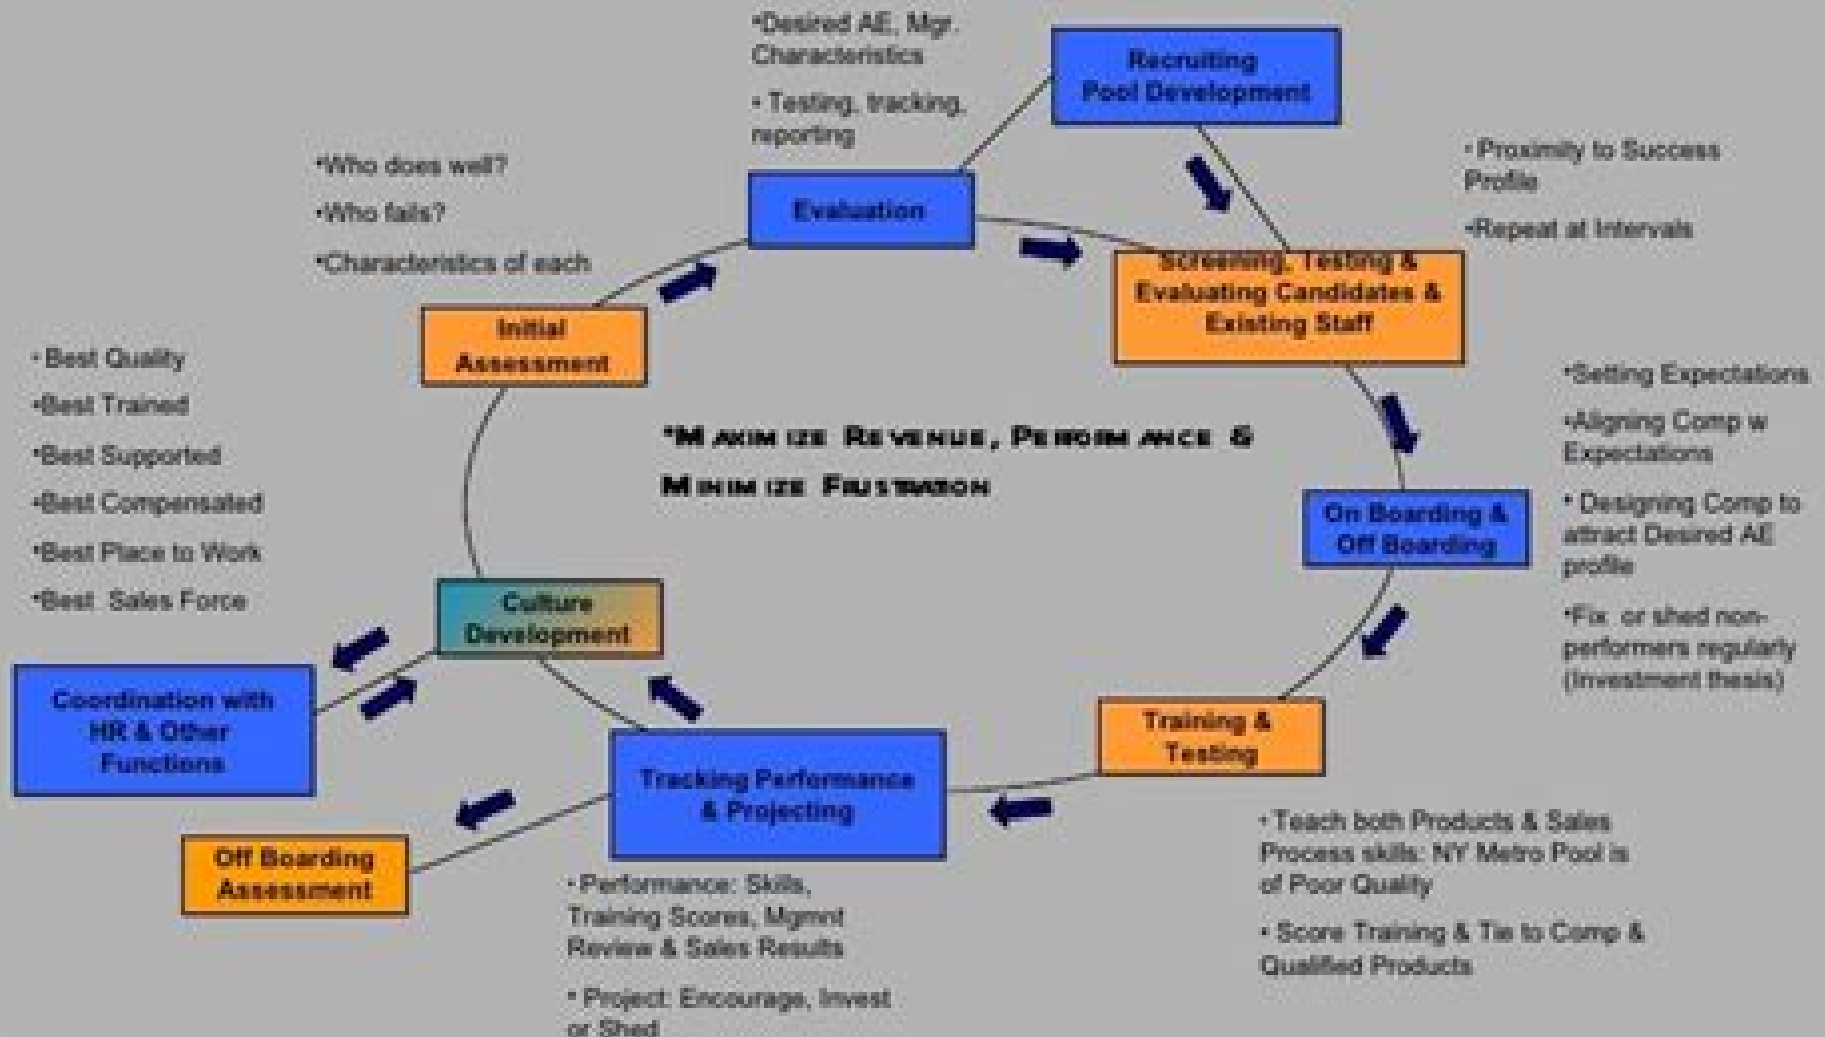 *Desired AE, Mgr.
Characteristics
• Testing, tracking,
reporting
Recruiting
Pool Development
• Proximity to Success
Profile
•Repeat at Intervals
*Who does well?
•Who fails?
*Characteristics of each
Evaluation
Screening, Testing &
Evaluating Candidates &
Existing Staff
Initial
Assessment
• Best Quality
•Best Trained
*Best Supported
•Best Compensated
*Best Place to Work
*Best Sales Force
*Setting Expectations
•Aligning Comp w
Expectations
• Designing Comp to
attract Desired AE
profile
*Fix or shed non-
performers regularly
(Investment thesis)
*Maximize Revenue, Performance &
Minimize Frustration
On Boarding &
Off Boarding
Culture
Development
Coordination with
HR & Other
Functions
Training &
Testing
Tracking Performance
& Projecting
Off Boarding
Assessment
• Performance: Skills,
Training Scores, Mgmnt
Review & Sales Results
• Project: Encourage, Invest
or Shed
• Teach both Products & Sales
Process skills: NY Metro Pool is
of Poor Quality
• Score Training & Tie to Comp &
Qualified Products